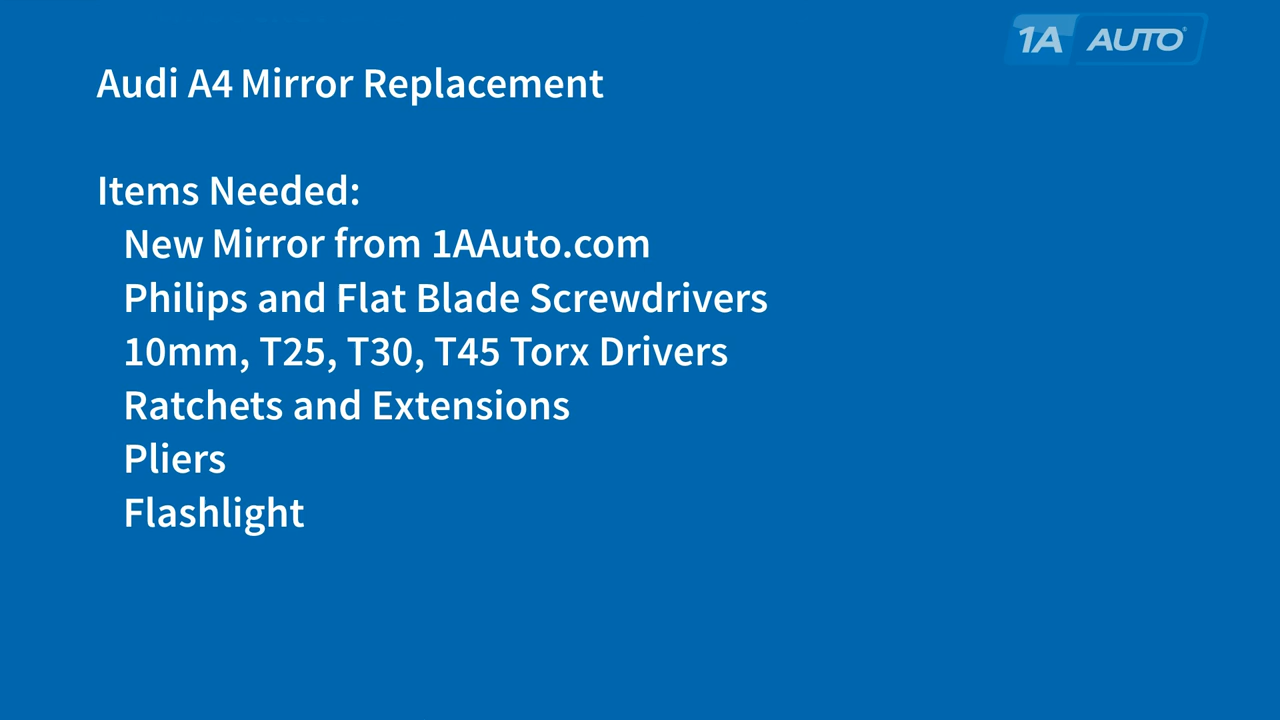 1A AUTO
Audi A4 Mirror Replacement
Items Needed:
New Mirror from 1AAuto.com
Philips and Flat Blade Screwdrivers
10mm, T25, T30, T45 Torx Drivers
Ratchets and Extensions
Pliers
Flashlight